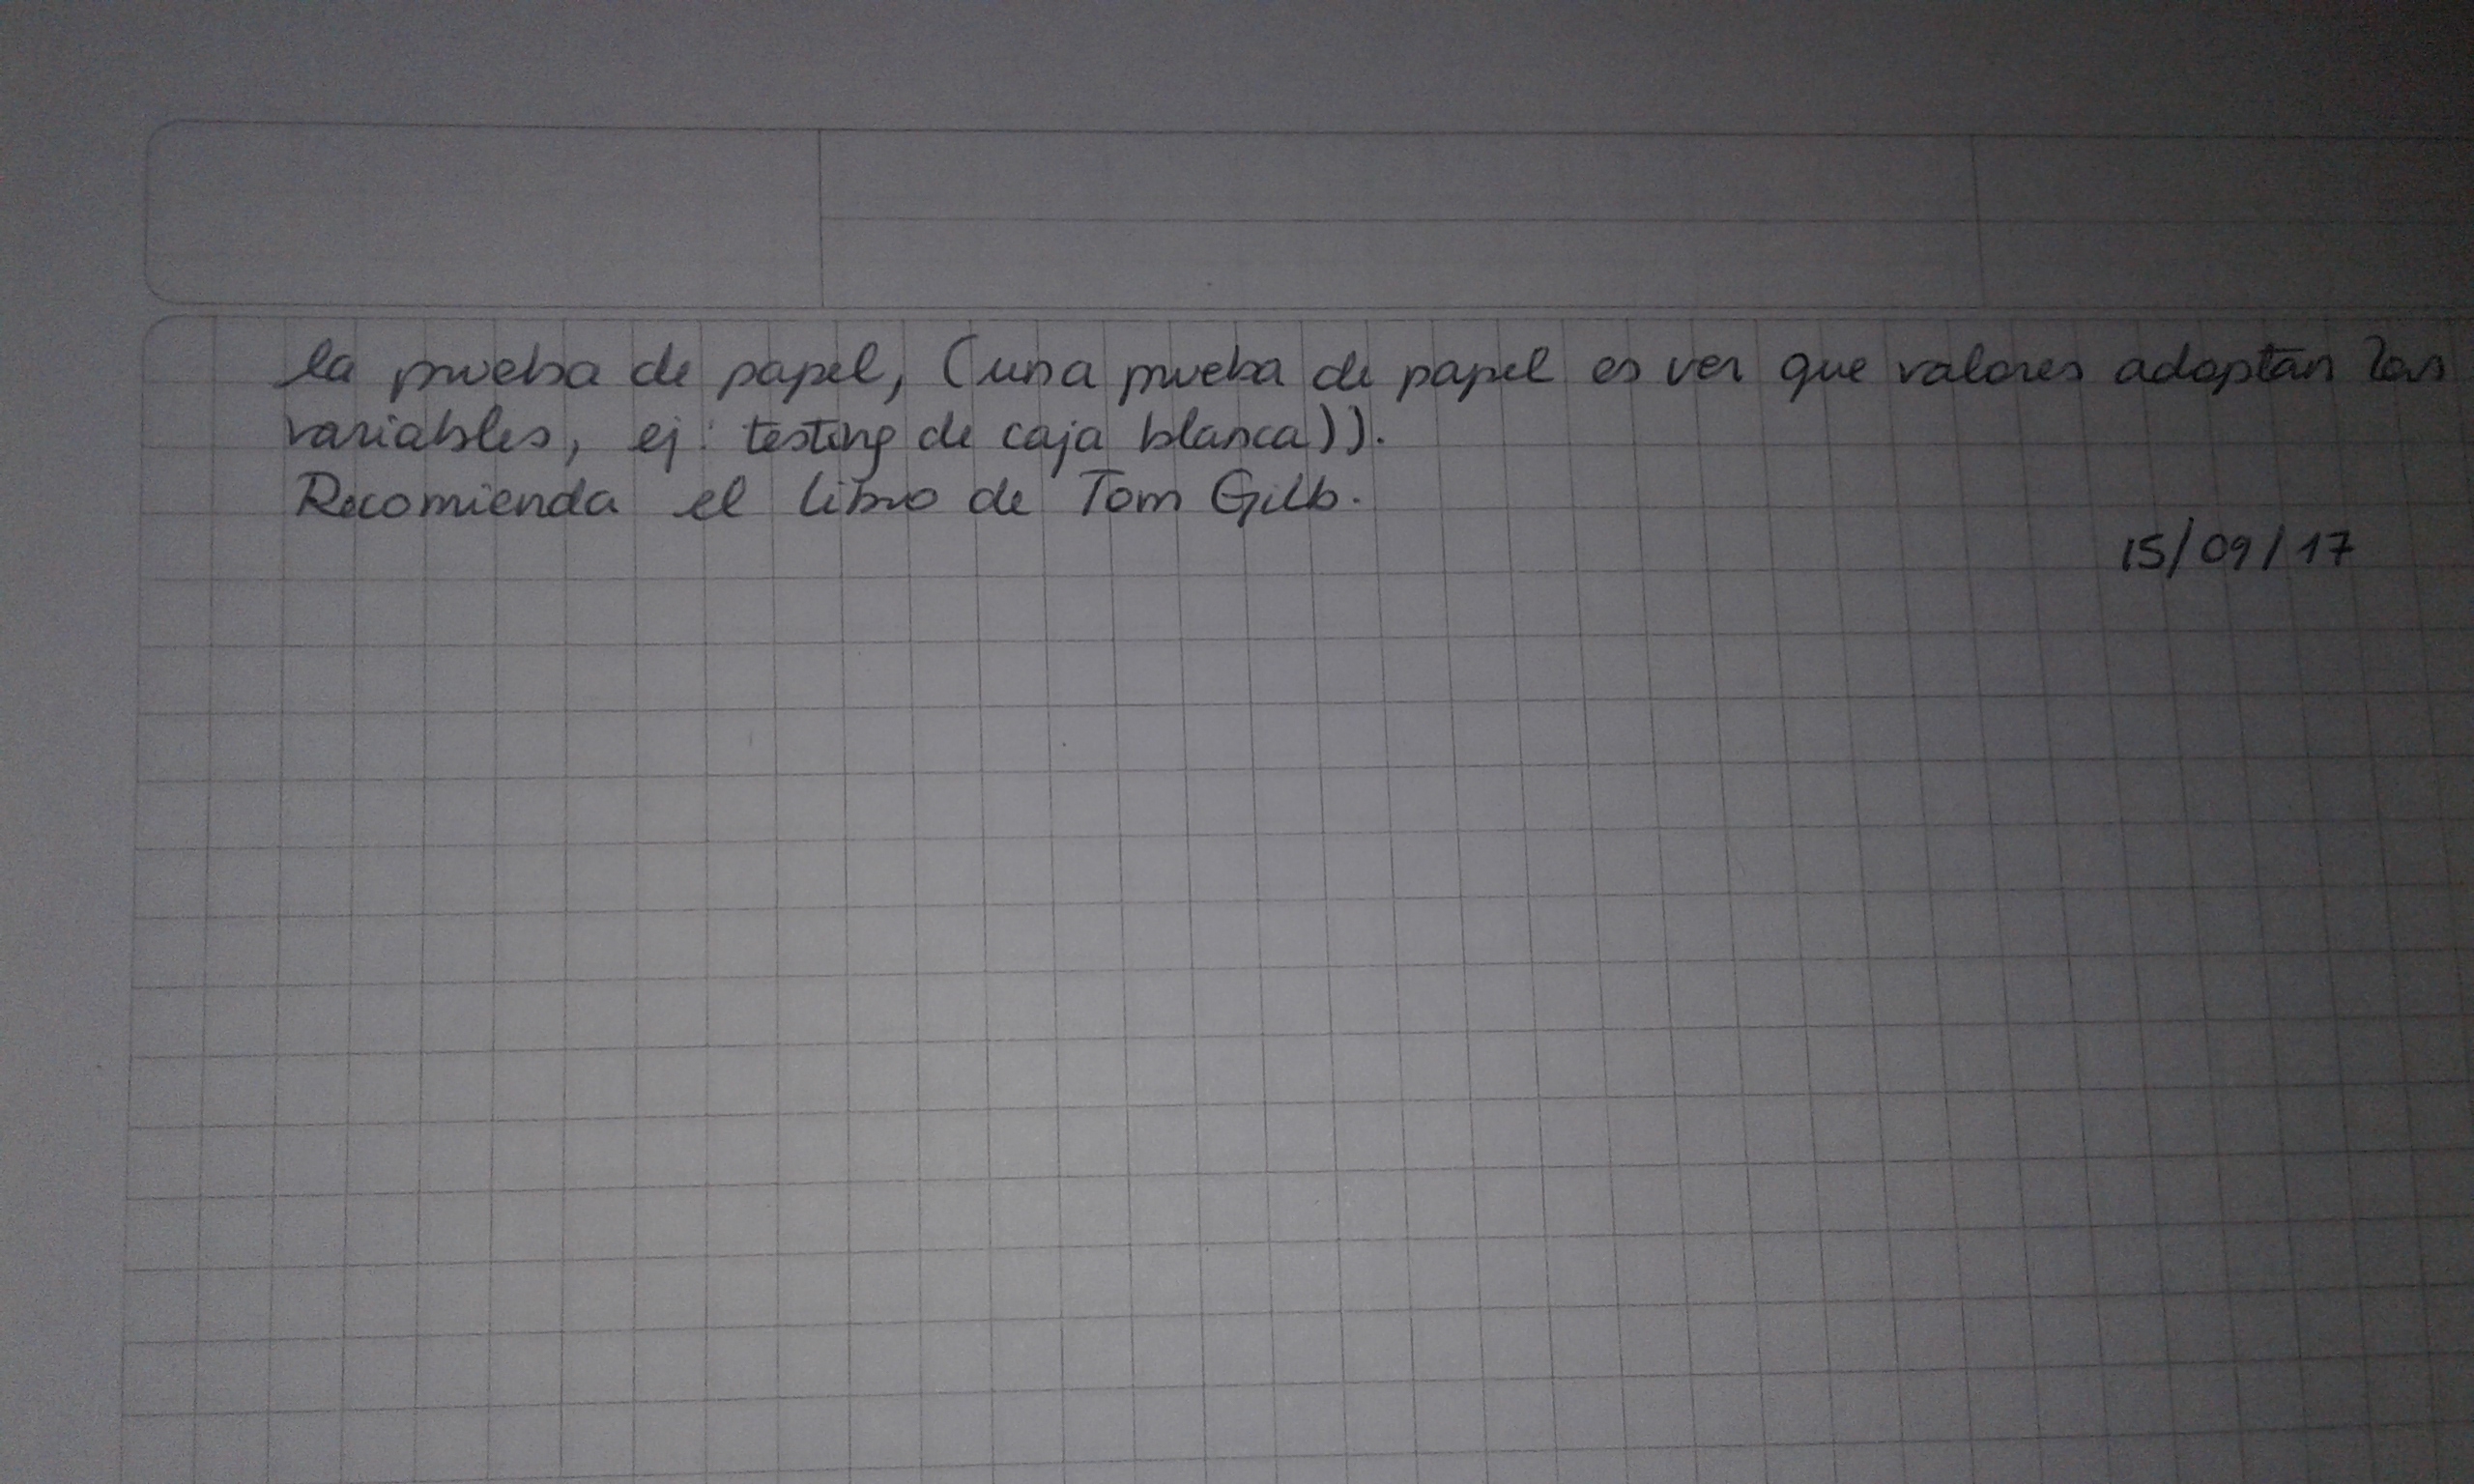 la prueba de papel, (una prueba de papel es ver que valores adoptan las
variables, ej: testing de caja blanca)).
Recomienda el libro de Tom Gilb.
15/09/17